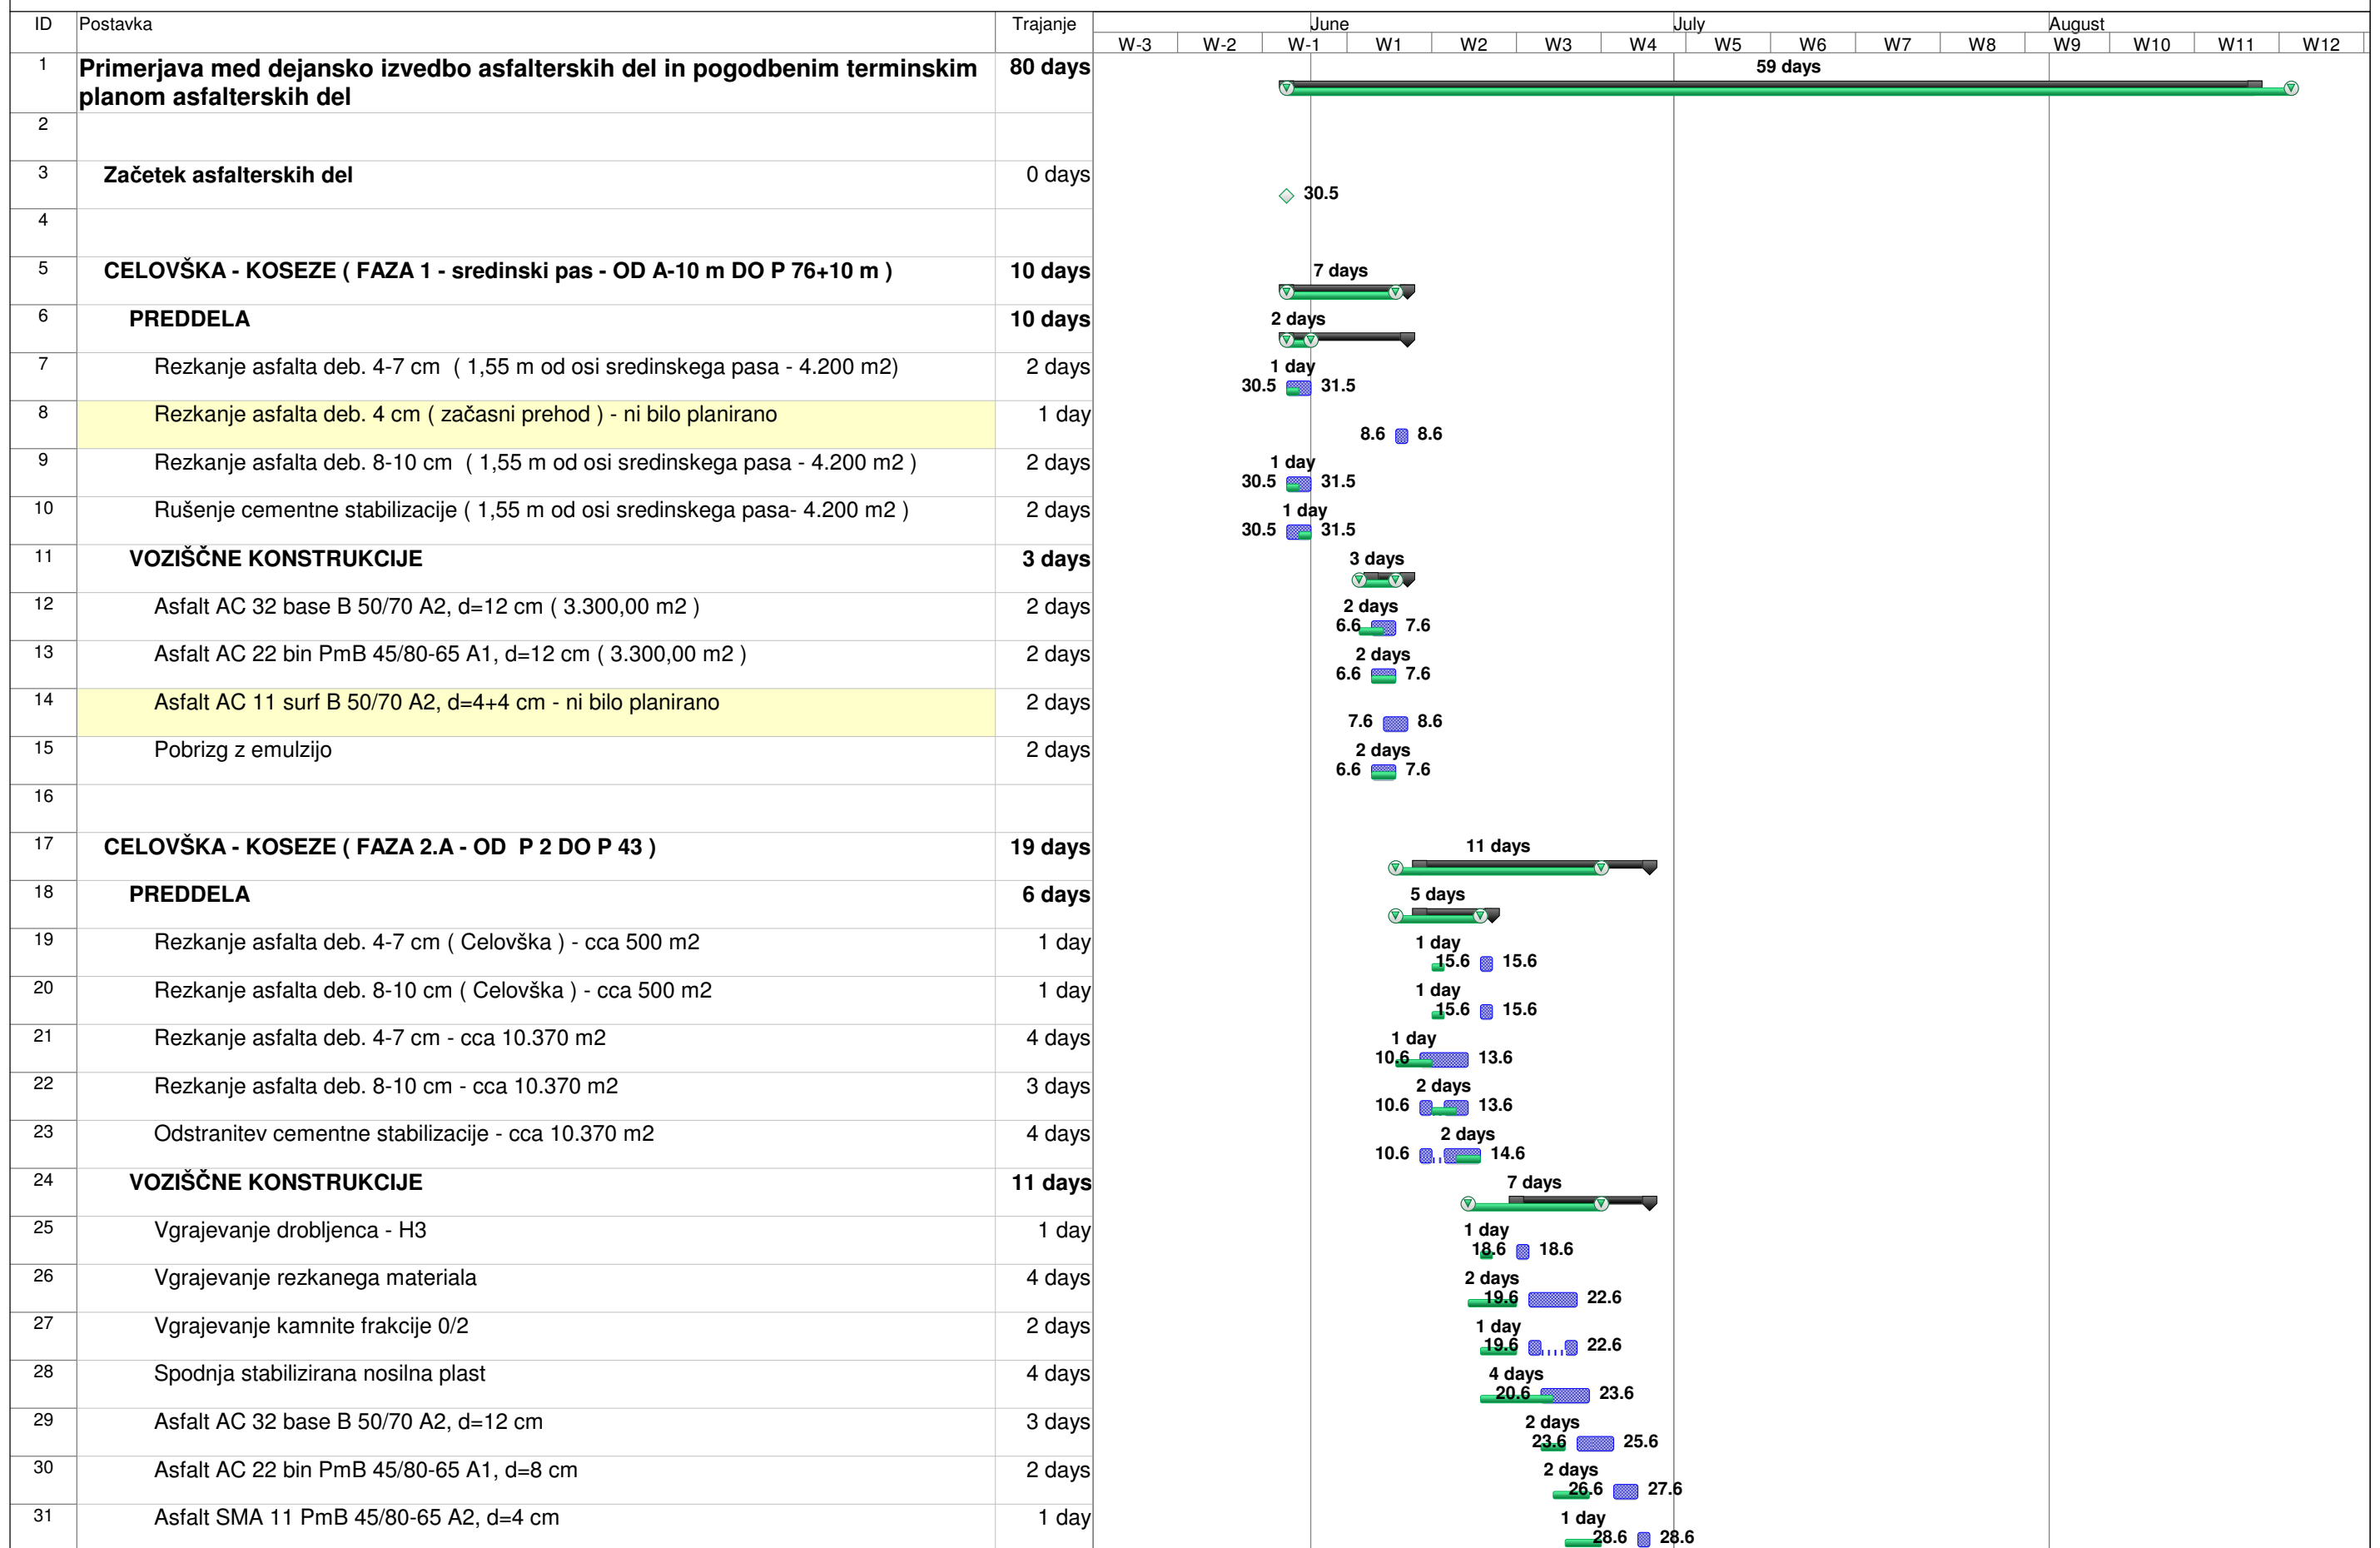 ID Postavka Trajanje June July August
W-3 W-2 W-1 W1 W2 W3 W4 W5 W6 W7 W8 W9 W10 W11 W12
1 Primerjava med dejansko izvedbo asfalterskih del in pogodbenim terminskim 80 days 59 days
planom asfalterskih del
2
3 Začetek asfalterskih del 0 days
30.5
4
5 CELOVŠKA - KOSEZE ( FAZA 1 - sredinski pas - OD A-10 m DO P 76+10 m ) 10 days 7 days
6 PREDDELA 10 days 2 days
7 Rezkanje asfalta deb. 4-7 cm ( 1,55 m od osi sredinskega pasa - 4.200 m2) 2 days 1 day
30.5 31.5
8 Rezkanje asfalta deb. 4 cm ( začasni prehod ) - ni bilo planirano 1 day
8.6 8.6
9 Rezkanje asfalta deb. 8-10 cm ( 1,55 m od osi sredinskega pasa - 4.200 m2 ) 2 days 1 day
30.5 31.5
10 Rušenje cementne stabilizacije ( 1,55 m od osi sredinskega pasa- 4.200 m2 ) 2 days 1 day
30.5 31.5
11 VOZIŠČNE KONSTRUKCIJE 3 days 3 days
12 Asfalt AC 32 base B 50/70 A2, d=12 cm ( 3.300,00 m2 ) 2 days 2 days
6.6 7.6
13 Asfalt AC 22 bin PmB 45/80-65 A1, d=12 cm ( 3.300,00 m2 ) 2 days 2 days
6.6 7.6
14 Asfalt AC 11 surf B 50/70 A2, d=4+4 cm - ni bilo planirano 2 days
7.6 8.6
15 Pobrizg z emulzijo 2 days 2 days
6.6 7.6
16
17 CELOVŠKA - KOSEZE ( FAZA 2.A - OD P 2 DO P 43 ) 19 days 11 days
18 PREDDELA 6 days 5 days
19 Rezkanje asfalta deb. 4-7 cm ( Celovška ) - cca 500 m2 1 day 1 day
15.6 15.6
20 Rezkanje asfalta deb. 8-10 cm ( Celovška ) - cca 500 m2 1 day 1 day
15.6 15.6
21 Rezkanje asfalta deb. 4-7 cm - cca 10.370 m2 4 days 1 day
10.6 13.6
22 Rezkanje asfalta deb. 8-10 cm - cca 10.370 m2 3 days 2 days
10.6 13.6
23 Odstranitev cementne stabilizacije - cca 10.370 m2 4 days 2 days
10.6 14.6
24 VOZIŠČNE KONSTRUKCIJE 11 days 7 days
25 Vgrajevanje drobljenca - H3 1 day 1 day
18.6 18.6
26 Vgrajevanje rezkanega materiala 4 days 2 days
19.6 22.6
27 Vgrajevanje kamnite frakcije 0/2 2 days 1 day
19.6 22.6
28 Spodnja stabilizirana nosilna plast 4 days 4 days
20.6 23.6
29 Asfalt AC 32 base B 50/70 A2, d=12 cm 3 days 2 days
23.6 25.6
30 Asfalt AC 22 bin PmB 45/80-65 A1, d=8 cm 2 days 2 days
26.6 27.6
31 Asfalt SMA 11 PmB 45/80-65 A2, d=4 cm 1 day 1 day
28.6 28.6